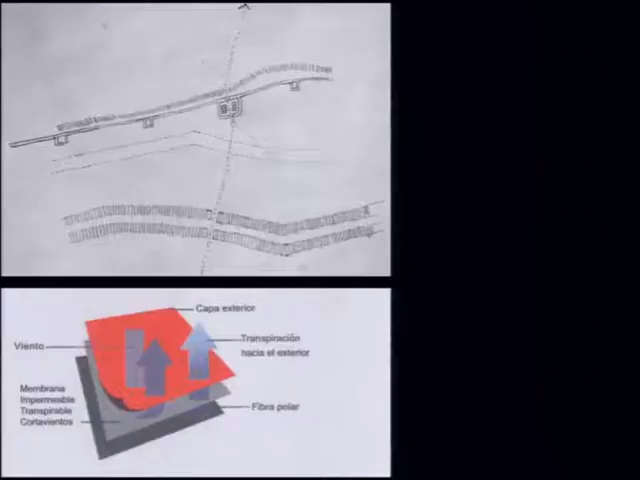 Capa exterior
Viento
Transpiración
hacia el exterior
Membrana
Impermeable
Transpirable
Cortavientos
Fibra polar